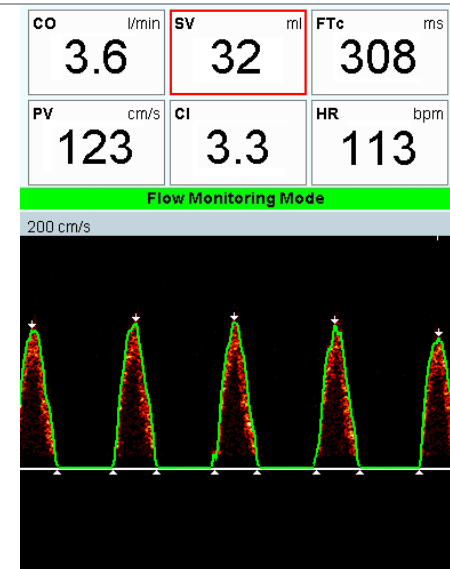 CO l/min SV ml FTc ms
3.6 32 308
PV cm/s CI HR bpm
123 3.3 113
Flow Monitoring Mode
200 cm/s